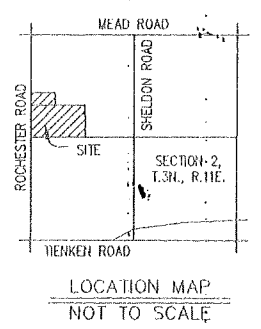 MEAD ROAD
SHELDON ROAD
ROCHESTER ROAD
SITE
SECTION 2,
T.3N., R.11E.
TIENKEN ROAD
LOCATION MAP
NOT TO SCALE